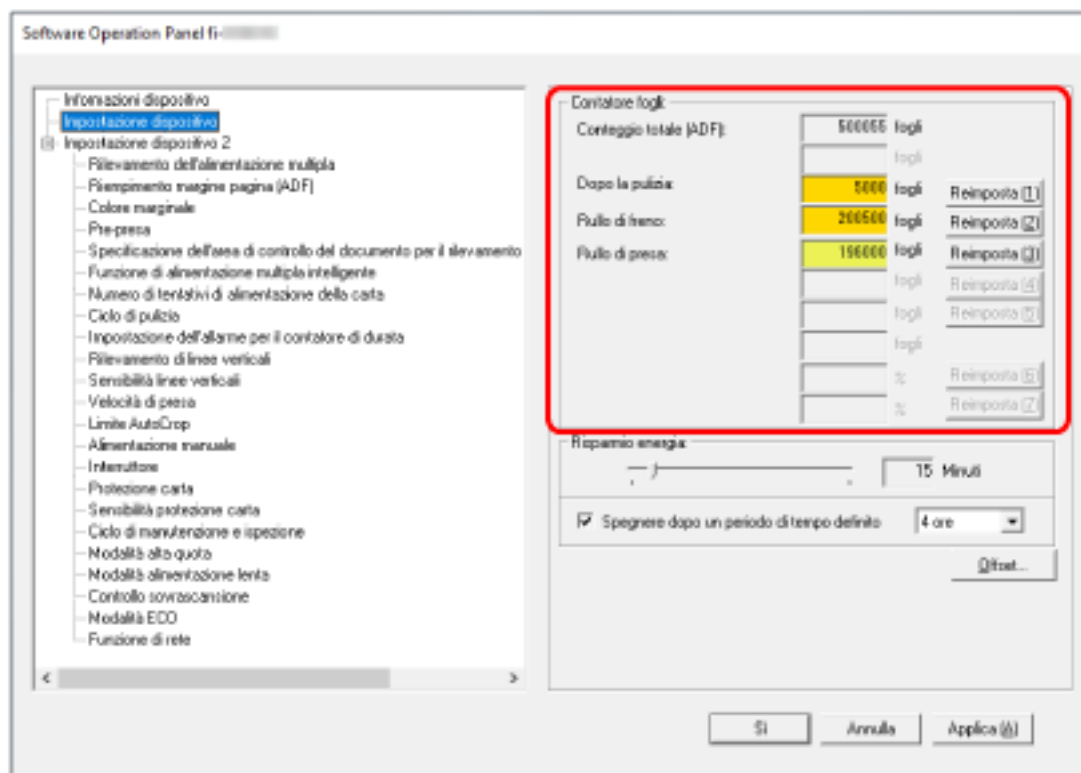 Software Operation Panel fi-
Informazioni dispositivo
Impostazione dispositivo
Impostazione dispositivo 2
Rilevamento dell'alimentazione multipla
Riempimento margine pagina (ADF)
Colore marginale
Pre-presa
Specificazione dell'area di controllo del documento per il rilevamento
Funzione di alimentazione multipla intelligente
Numero di tentativi di alimentazione della carta
Ciclo di pulizia
Impostazione dell'allarme per il contatore di durata
Rilevamento di linee verticali
Sensibilità linee verticali
Velocità di presa
Limite AutoCrop
Alimentazione manuale
Interruttore
Protezione carta
Sensibilità protezione carta
Ciclo di manutenzione e ispezione
Modalità alta quota
Modalità alimentazione lenta
Controllo sovrascansione
Modalità ECO
Funzione di rete
Contatore fogli:
Conteggio totale (ADF): 500055 fogli
fogli
Dopo la pulizia: 5000 fogli Reimposta (1)
Rullo di freno: 200500 fogli Reimposta (2)
Rullo di presa: 196000 fogli Reimposta (3)
fogli Reimposta (4)
fogli Reimposta (5)
fogli
% Reimposta (6)
% Reimposta (7)
Risparmio energia:
15 Minuti
Spegnere dopo un periodo di tempo definito 4 ore
Offset...
Sì Annulla Applica (A)